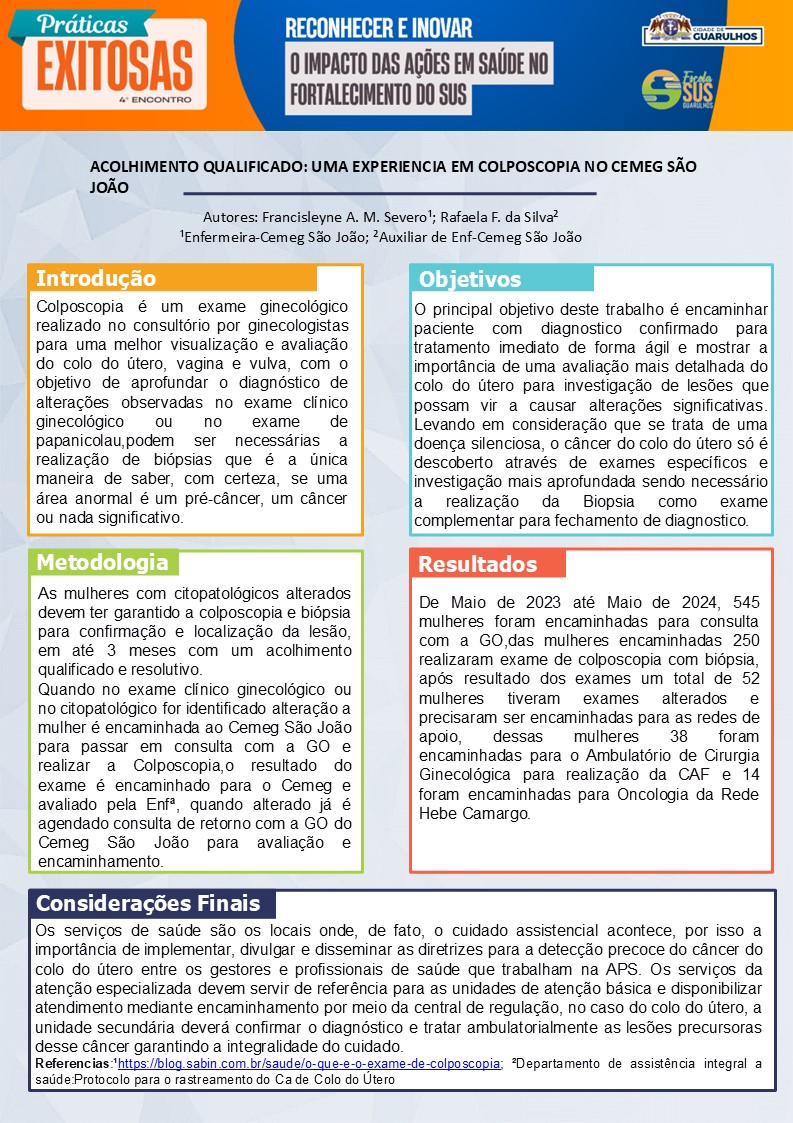 Práticas
EXITOSAS
4º ENCONTRO
RECONHECER E INOVAR
O IMPACTO DAS AÇÕES EM SAÚDE NO
FORTALECIMENTO DO SUS
CIDADE DE
GUARULHOS
Escola
SUS
GUARULHOS
ACOLHIMENTO QUALIFICADO: UMA EXPERIENCIA EM COLPOSCOPIA NO CEMEG SÃO
JOÃO
Autores: Francisleyne A. M. Severo¹; Rafaela F. da Silva²
¹Enfermeira-Cemeg São João; ²Auxiliar de Enf-Cemeg São João
Introdução
Colposcopia é um exame ginecológico
realizado no consultório por ginecologistas
para uma melhor visualização e avaliação
do colo do útero, vagina e vulva, com o
objetivo de aprofundar o diagnóstico de
alterações observadas no exame clínico
ginecológico ou no exame de
papanicolau,podem ser necessárias a
realização de biópsias que é a única
maneira de saber, com certeza, se uma
área anormal é um pré-câncer, um câncer
ou nada significativo.
Objetivos
O principal objetivo deste trabalho é encaminhar
paciente com diagnostico confirmado para
tratamento imediato de forma ágil e mostrar a
importância de uma avaliação mais detalhada do
colo do útero para investigação de lesões que
possam vir a causar alterações significativas.
Levando em consideração que se trata de uma
doença silenciosa, o câncer do colo do útero só é
descoberto através de exames específicos e
investigação mais aprofundada sendo necessário
a realização da Biopsia como exame
complementar para fechamento de diagnostico.
Metodologia
As mulheres com citopatológicos alterados
devem ter garantido a colposcopia e biópsia
para confirmação e localização da lesão,
em até 3 meses com um acolhimento
qualificado e resolutivo.
Quando no exame clínico ginecológico ou
no citopatológico for identificado alteração a
mulher é encaminhada ao Cemeg São João
para passar em consulta com a GO e
realizar a Colposcopia,o resultado do
exame é encaminhado para o Cemeg e
avaliado pela Enfª, quando alterado já é
agendado consulta de retorno com a GO do
Cemeg São João para avaliação e
encaminhamento.
Resultados
De Maio de 2023 até Maio de 2024, 545
mulheres foram encaminhadas para consulta
com a GO,das mulheres encaminhadas 250
realizaram exame de colposcopia com biópsia,
após resultado dos exames um total de 52
mulheres tiveram exames alterados e
precisaram ser encaminhadas para as redes de
apoio, dessas mulheres 38 foram
encaminhadas para o Ambulatório de Cirurgia
Ginecológica para realização da CAF e 14
foram encaminhadas para Oncologia da Rede
Hebe Camargo.
Considerações Finais
Os serviços de saúde são os locais onde, de fato, o cuidado assistencial acontece, por isso a
importância de implementar, divulgar e disseminar as diretrizes para a detecção precoce do câncer do
colo do útero entre os gestores e profissionais de saúde que trabalham na APS. Os serviços da
atenção especializada devem servir de referência para as unidades de atenção básica e disponibilizar
atendimento mediante encaminhamento por meio da central de regulação, no caso do colo do útero, a
unidade secundária deverá confirmar o diagnóstico e tratar ambulatorialmente as lesões precursoras
desse câncer garantindo a integralidade do cuidado.
Referencias:¹https://blog.sabin.com.br/saude/o-que-e-o-exame-de-colposcopia; ²Departamento de assistência integral a
saúde:Protocolo para o rastreamento do Ca de Colo do Útero